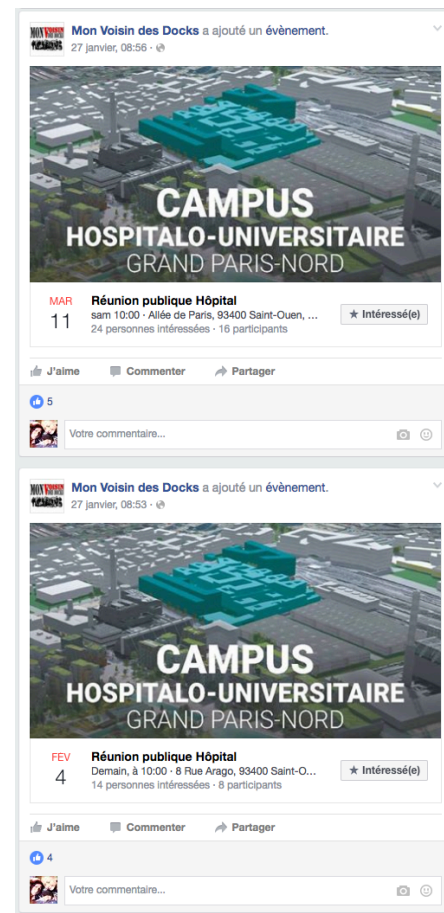 MON VOISIN
Mon Voisin des Docks a ajouté un évènement.
27 janvier, 08:56 ·
CAMPUS
HOSPITALO-UNIVERSITAIRE
GRAND PARIS-NORD
MAR
11
Réunion publique Hôpital
sam 10:00 · Allée de Paris, 93400 Saint-Ouen, ...
24 personnes intéressées · 16 participants
★ Intéressé(e)
J'aime Commenter Partager
5
Votre commentaire...
MON VOISIN
Mon Voisin des Docks a ajouté un évènement.
27 janvier, 08:53 ·
CAMPUS
HOSPITALO-UNIVERSITAIRE
GRAND PARIS-NORD
FEV
4
Réunion publique Hôpital
Demain, à 10:00 · 8 Rue Arago, 93400 Saint-O...
14 personnes intéressées · 8 participants
★ Intéressé(e)
J'aime Commenter Partager
4
Votre commentaire...